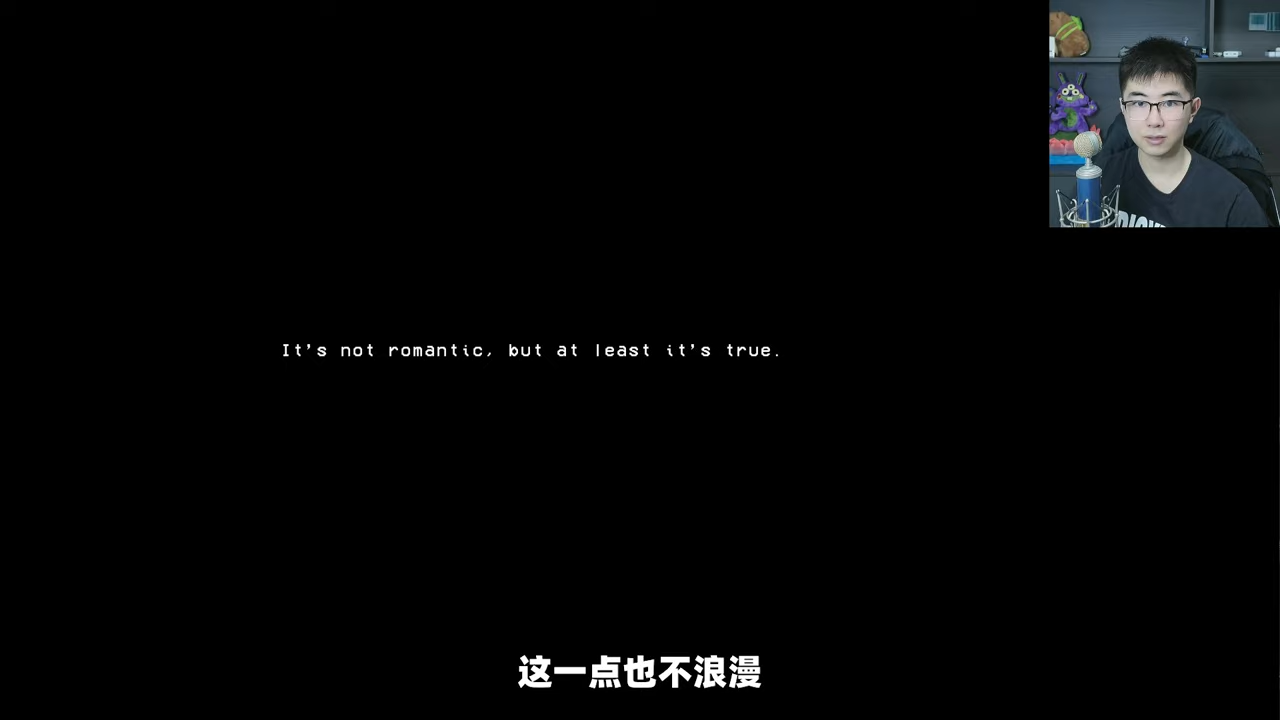 It's not romantic, but at least it's true.
这一点也不浪漫